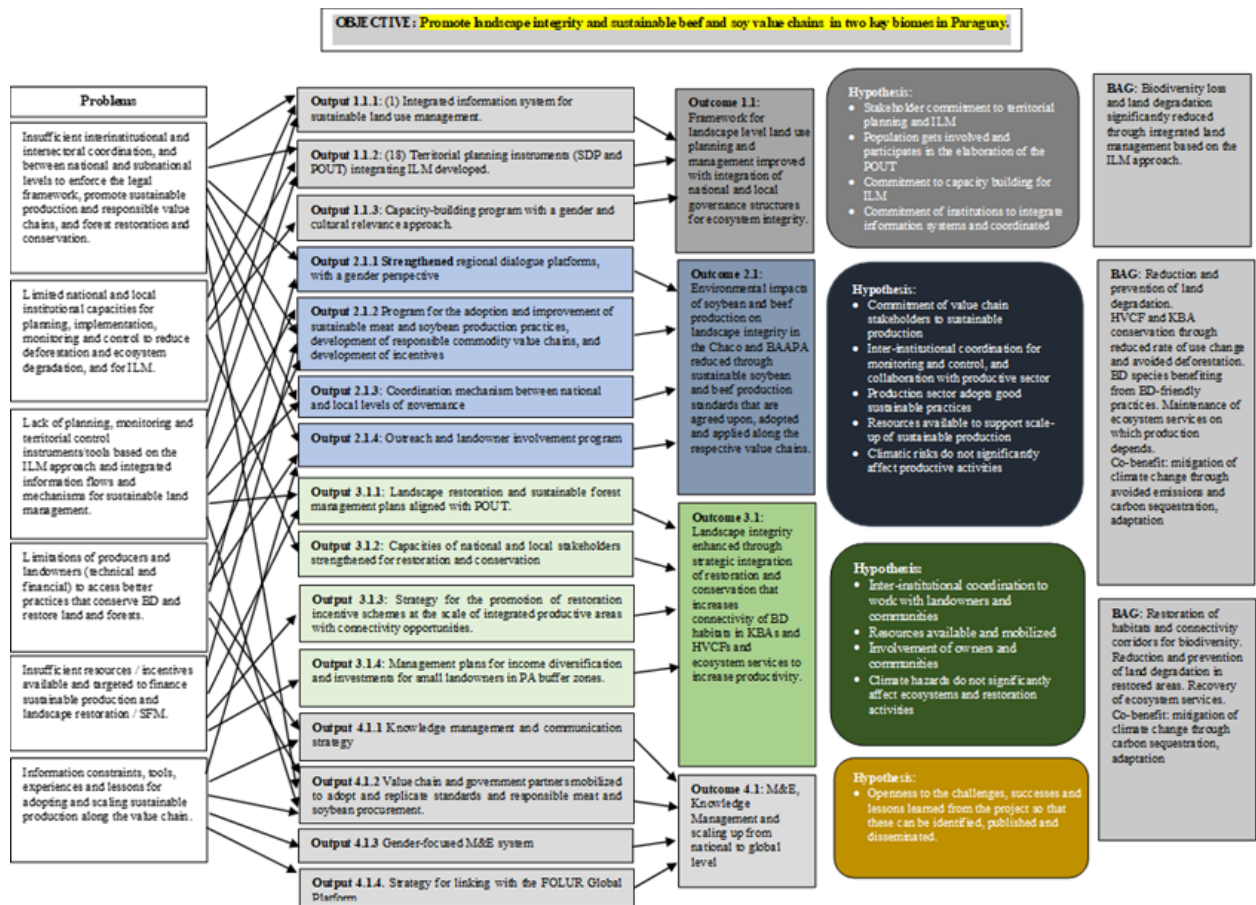 OBJECTIVE: Promote landscape integrity and sustainable beef and soy value chains in two key biomes in Paraguay.
Problems
Insufficient interinstitutional and
intersectoral coordination, and
between national and subnational
levels to enforce the legal
framework, promote sustainable
production and responsible value
chains, and forest restoration and
conservation.
Limited national and local
institutional capacities for
planning, implementation,
monitoring and control to reduce
deforestation and ecosystem
degradation, and for ILM.
Lack of planning, monitoring and
territorial control
instruments/tools based on the
ILM approach and integrated
information flows and
mechanisms for sustainable land
management.
Limitations of producers and
landowners (technical and
financial) to access better
practices that conserve BD and
restore land and forests.
Insufficient resources / incentives
available and targeted to finance
sustainable production and
landscape restoration / SFM.
Information constraints, tools,
experiences and lessons for
adopting and scaling sustainable
production along the value chain.
Output 1.1.1: (1) Integrated information system for
sustainable land use management.
Output 1.1.2: (18) Territorial planning instruments (SDP and
POUT) integrating ILM developed.
Output 1.1.3: Capacity-building program with a gender and
cultural relevance approach.
Output 2.1.1 Strengthened regional dialogue platforms,
with a gender perspective
Output 2.1.2 Program for the adoption and improvement of
sustainable meat and soybean production practices,
development of responsible commodity value chains, and
development of incentives
Output 2.1.3: Coordination mechanism between national
and local levels of governance
Output 2.1.4: Outreach and landowner involvement program
Output 3.1.1: Landscape restoration and sustainable forest
management plans aligned with POUT.
Output 3.1.2: Capacities of national and local stakeholders
strengthened for restoration and conservation
Output 3.1.3: Strategy for the promotion of restoration
incentive schemes at the scale of integrated productive areas
with connectivity opportunities.
Output 3.1.4: Management plans for income diversification
and investments for small landowners in PA buffer zones.
Output 4.1.1 Knowledge management and communication
strategy
Output 4.1.2 Value chain and government partners mobilized
to adopt and replicate standards and responsible meat and
soybean procurement.
Output 4.1.3 Gender-focused M&E system
Output 4.1.4. Strategy for linking with the FOLUR Global
Platform
Outcome 1.1:
Framework for
landscape level land use
planning and
management improved
with integration of
national and local
governance structures for
ecosystem integrity.
Outcome 2.1:
Environmental impacts
of soybean and beef
production on
landscape integrity in
the Chaco and BAAPA
reduced through
sustainable soybean
and beef production
standards that are
agreed upon, adopted
and applied along the
respective value chains.
Outcome 3.1:
Landscape integrity
enhanced through
strategic integration
of restoration and
conservation that
increases
connectivity of BD
habitats in KBAs and
HVCFs and
ecosystem services to
increase productivity.
Outcome 4.1: M&E,
Knowledge
Management and
scaling up from
national to global
level
Hypothesis:
• Stakeholder commitment to territorial
planning and ILM
• Population gets involved and
participates in the elaboration of the
POUT
• Commitment to capacity building for
ILM
• Commitment of institutions to integrate
information systems and coordinated
Hypothesis:
• Commitment of value chain
stakeholders to sustainable
production
• Inter-institutional coordination for
monitoring and control, and
collaboration with productive sector
• Production sector adopts good
sustainable practices
• Resources available to support scale-
up of sustainable production
• Climatic risks do not significantly
affect productive activities
Hypothesis:
• Inter-institutional coordination to
work with landowners and
communities
• Resources available and mobilized
• Involvement of owners and
communities
• Climate hazards do not significantly
affect ecosystems and restoration
activities
Hypothesis:
• Openness to the challenges, successes and
lessons learned from the project so that
these can be identified, published and
disseminated.
BAG: Biodiversity loss
and land degradation
significantly reduced
through integrated land
management based on the
ILM approach.
BAG: Reduction and
prevention of land
degradation.
HVCF and KBA
conservation through
reduced rate of use change
and avoided deforestation.
BD species benefiting
from BD-friendly
practices. Maintenance of
ecosystem services on
which production
depends.
Co-benefit: mitigation of
climate change through
avoided emissions and
carbon sequestration,
adaptation
BAG: Restoration of
habitats and connectivity
corridors for biodiversity.
Reduction and prevention
of land degradation in
restored areas. Recovery
of ecosystem services.
Co-benefit: mitigation of
climate change through
carbon sequestration,
adaptation